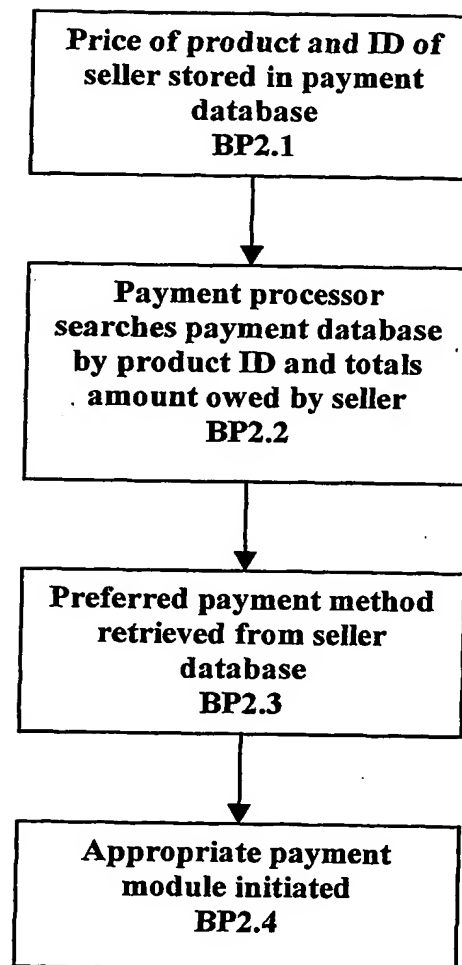 Price of product and ID of
seller stored in payment
database
BP2.1
Payment processor
searches payment database
by product ID and totals
amount owed by seller
BP2.2
Preferred payment method
retrieved from seller
database
BP2.3
Appropriate payment
module initiated
BP2.4